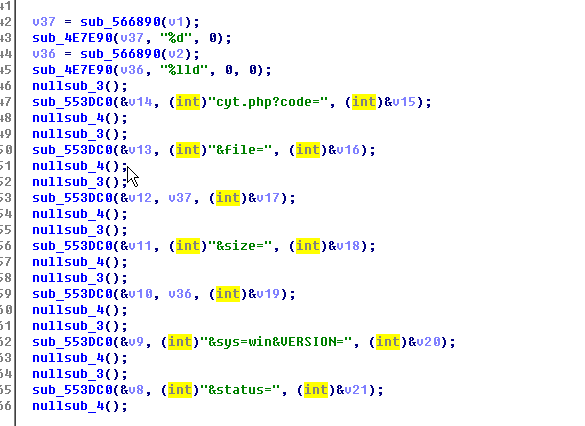 41
42 v37 = sub_566890(v1);
43 sub_4E7E90(v37, "%d", 0);
44 v36 = sub_566890(v2);
45 sub_4E7E90(v36, "%lld", 0, 0);
46 nullsub_3();
47 sub_553DC0(&v14, (int)"cyt.php?code=", (int)&v15);
48 nullsub_4();
49 nullsub_3();
50 sub_553DC0(&v13, (int)"&file=", (int)&v16);
51 nullsub_4();
52 nullsub_3();
53 sub_553DC0(&v12, v37, (int)&v17);
54 nullsub_4();
55 nullsub_3();
56 sub_553DC0(&v11, (int)"&size=", (int)&v18);
57 nullsub_4();
58 nullsub_3();
59 sub_553DC0(&v10, v36, (int)&v19);
60 nullsub_4();
61 nullsub_3();
62 sub_553DC0(&v9, (int)"&sys=win&VERSION=", (int)&v20);
63 nullsub_4();
64 nullsub_3();
65 sub_553DC0(&v8, (int)"&status=", (int)&v21);
66 nullsub_4();